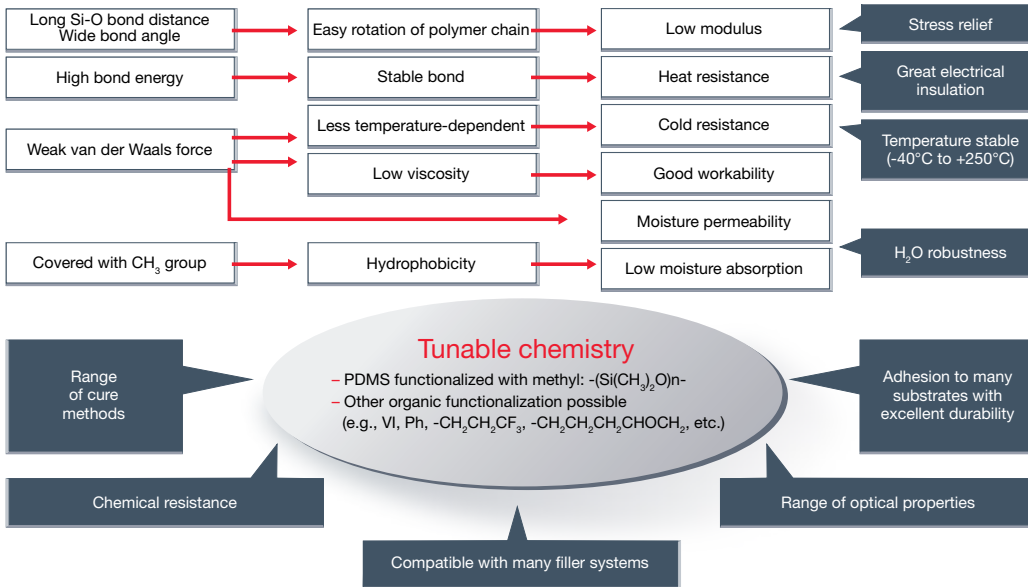 Long Si-O bond distance
Wide bond angle
Easy rotation of polymer chain
Low modulus
Stress relief
High bond energy
Stable bond
Heat resistance
Great electrical
insulation
Weak van der Waals force
Less temperature-dependent
Cold resistance
Temperature stable
(-40°C to +250°C)
Low viscosity
Good workability
Moisture permeability
Covered with CH₃ group
Hydrophobicity
Low moisture absorption
H₂O robustness
Tunable chemistry
– PDMS functionalized with methyl: -(Si(CH₃)₂O)n-
– Other organic functionalization possible
(e.g., VI, Ph, -CH₂CH₂CF₃, -CH₂CH₂CH₂CHOCH₂, etc.)
Range
of cure
methods
Adhesion to many
substrates with
excellent durability
Chemical resistance
Range of optical properties
Compatible with many filler systems